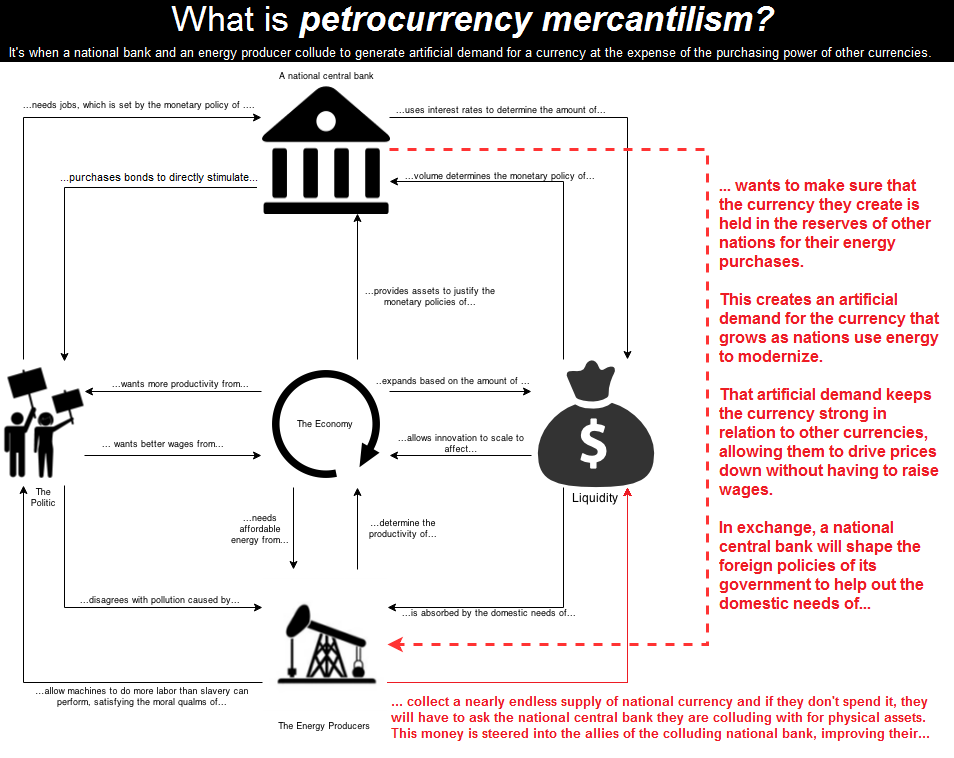 What is petrocurrency mercantilism?
It's when a national bank and an energy producer collude to generate artificial demand for a currency at the expense of the purchasing power of other currencies.
A national central bank
...needs jobs, which is set by the monetary policy of ....
...uses interest rates to determine the amount of...
...purchases bonds to directly stimulate...
...volume determines the monetary policy of...
... wants to make sure that
the currency they create is
held in the reserves of other
nations for their energy
purchases.
This creates an artificial
demand for the currency that
grows as nations use energy
to modernize.
That artificial demand keeps
the currency strong in
relation to other currencies,
allowing them to drive prices
down without having to raise
wages.
In exchange, a national
central bank will shape the
foreign policies of its
government to help out the
domestic needs of...
...provides assets to justify the
monetary policies of...
...wants more productivity from...
..expands based on the amount of ...
The Economy
... wants better wages from...
...allows innovation to scale to
affect...
$
The
Politic
Liquidity
...needs
affordable
energy from...
...determine the
productivity of...
...disagrees with pollution caused by...
...is absorbed by the domestic needs of...
...allow machines to do more labor than slavery can
perform, satisfying the moral qualms of...
The Energy Producers
... collect a nearly endless supply of national currency and if they don't spend it, they
will have to ask the national central bank they are colluding with for physical assets.
This money is steered into the allies of the colluding national bank, improving their...